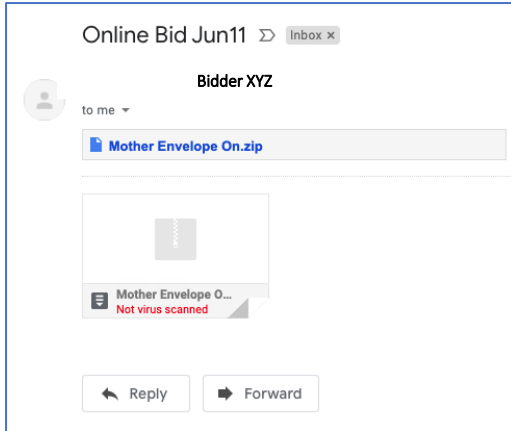 Online Bid Jun11 Inbox ×
Bidder XYZ
to me
Mother Envelope On.zip
Mother Envelope O...
Not virus scanned
Reply Forward